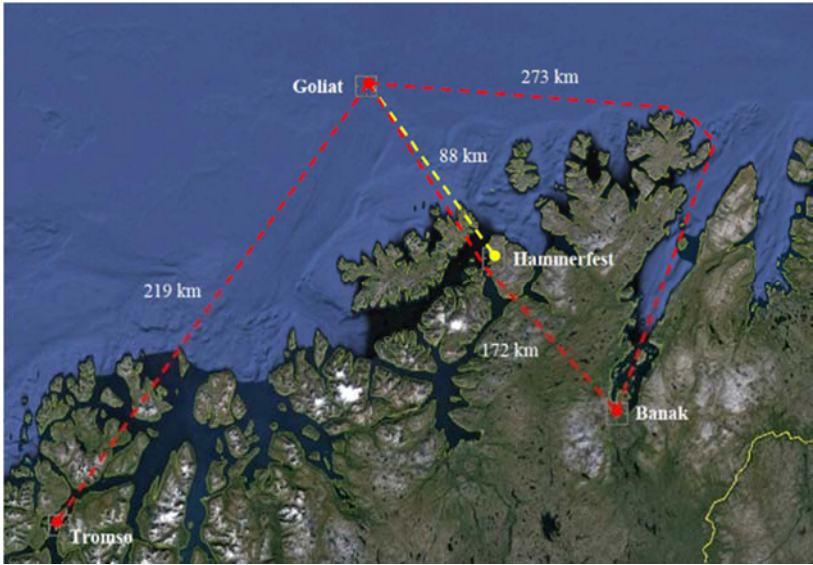 273 km
Goliat
88 km
Hammerfest
219 km
172 km
Banak
Tromsø